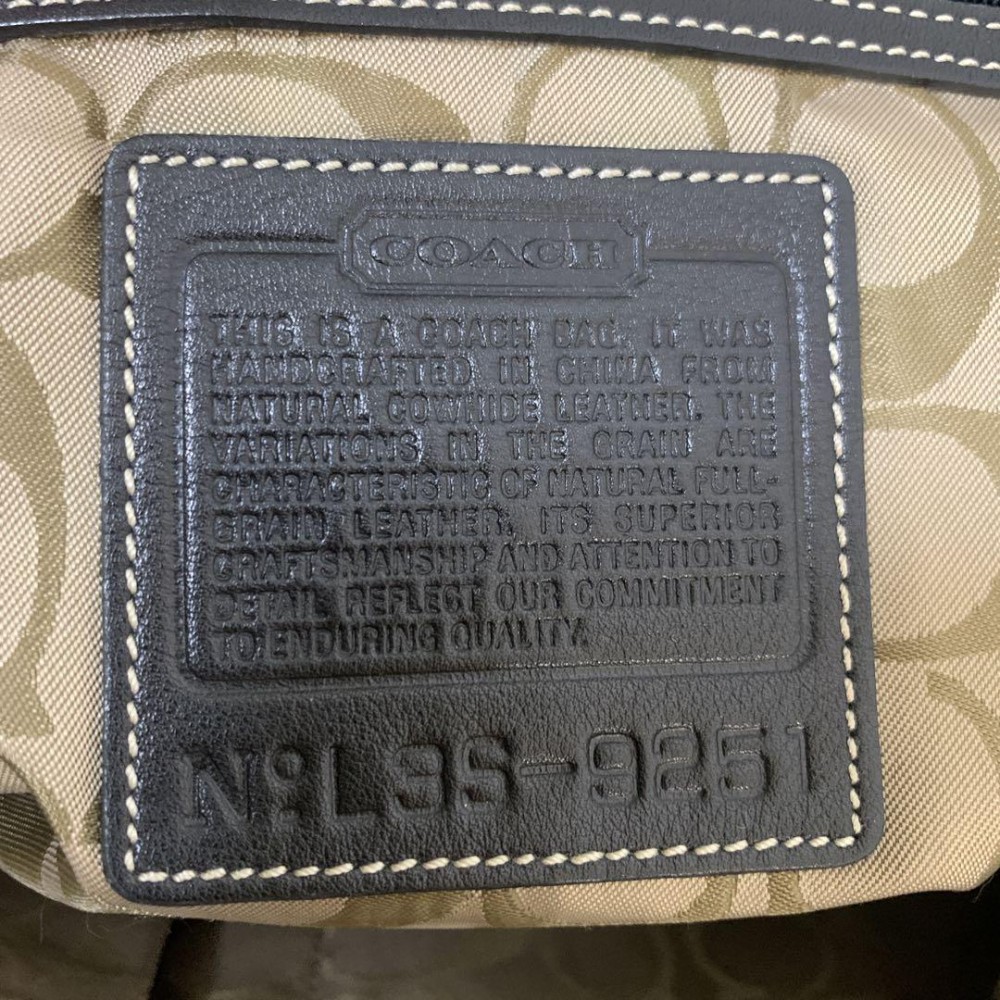 COACH
THIS IS A COACH BAG. IT WAS
HANDCRAFTED IN CHINA FROM
NATURAL COWHIDE LEATHER. THE
VARIATIONS IN THE GRAIN ARE
CHARACTERISTIC OF NATURAL FULL-
GRAIN LEATHER. ITS SUPERIOR
CRAFTSMANSHIP AND ATTENTION TO
DETAIL REFLECT OUR COMMITMENT
TO ENDURING QUALITY.
Nº L3S-9251